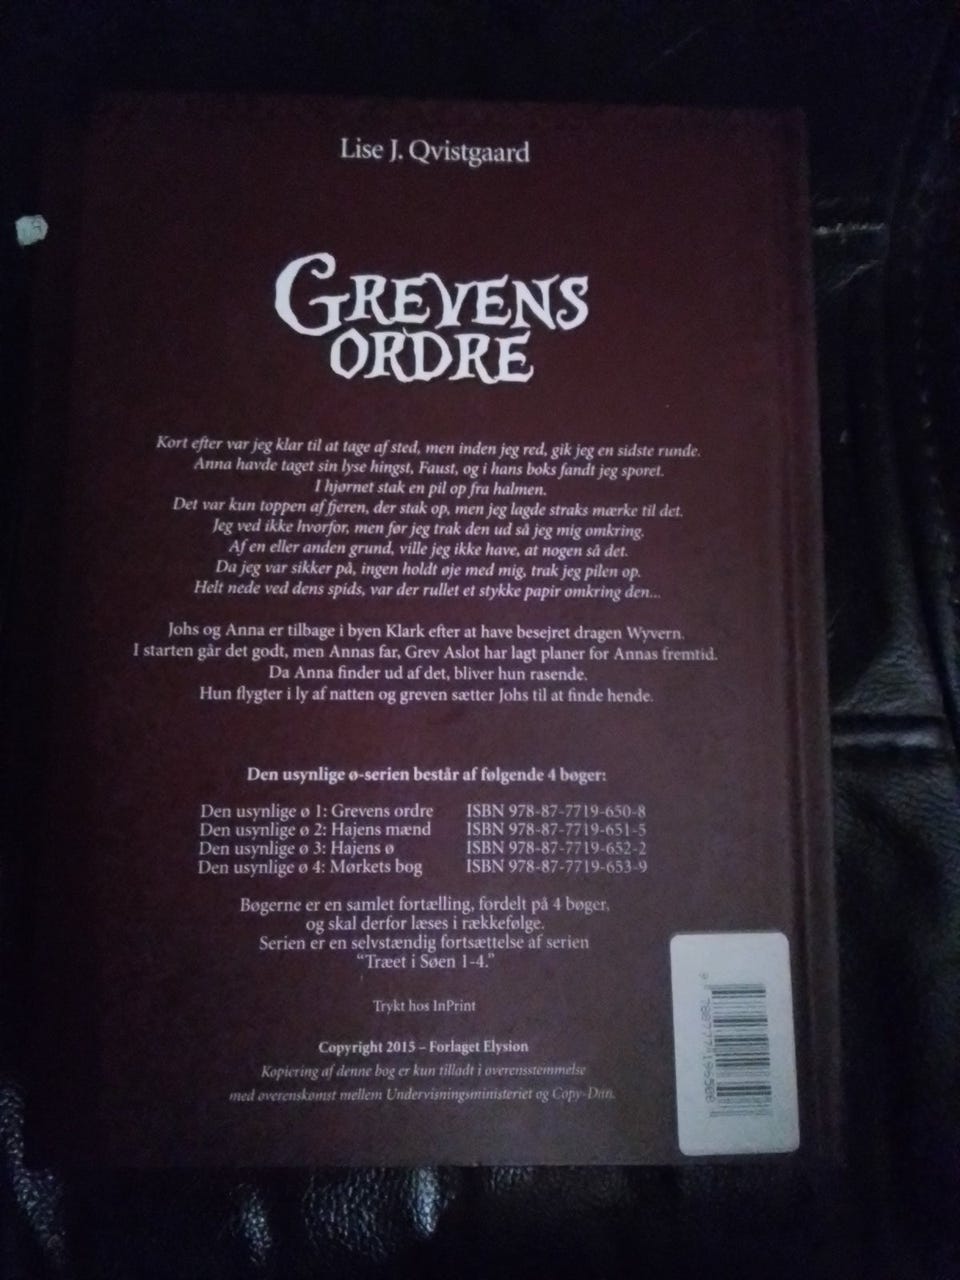 Lise J. Qvistgaard
GREVENS
ORDRE
Kort efter var jeg klar til at tage af sted, men inden jeg red, gik jeg en sidste runde.
Anna havde taget sin lyse hingst, Faust, og i hans boks fandt jeg sporet.
I hjørnet stak en pil op fra halmen.
Det var kun toppen af fjeren, der stak op, men jeg lagde straks mærke til det.
Jeg ved ikke hvorfor, men før jeg trak den ud så jeg mig omkring.
Af en eller anden grund, ville jeg ikke have, at nogen så det.
Da jeg var sikker på, ingen holdt øje med mig, trak jeg pilen op.
Helt nede ved dens spids, var der rullet et stykke papir omkring den...
Johs og Anna er tilbage i byen Klark efter at have besejret dragen Wyvern.
I starten går det godt, men Annas far, Grev Aslot har lagt planer for Annas fremtid.
Da Anna finder ud af det, bliver hun rasende.
Hun flygter i ly af natten og greven sætter Johs til at finde hende.
Den usynlige ø-serien består af følgende 4 bøger:
Den usynlige ø 1: Grevens ordre ISBN 978-87-7719-650-8
Den usynlige ø 2: Hajens mænd ISBN 978-87-7719-651-5
Den usynlige ø 3: Hajens ø ISBN 978-87-7719-652-2
Den usynlige ø 4: Mørkets bog ISBN 978-87-7719-653-9
Bøgerne er en samlet fortælling, fordelt på 4 bøger,
og skal derfor læses i rækkefølge.
Serien er en selvstændig fortsættelse af serien
"Træet i Søen 1-4."
Trykt hos InPrint
Copyright 2015 – Forlaget Elysion
Kopiering af denne bog er kun tilladt i overensstemmelse
med overenskomst mellem Undervisningsministeriet og Copy-Dan.
9 788777 196508